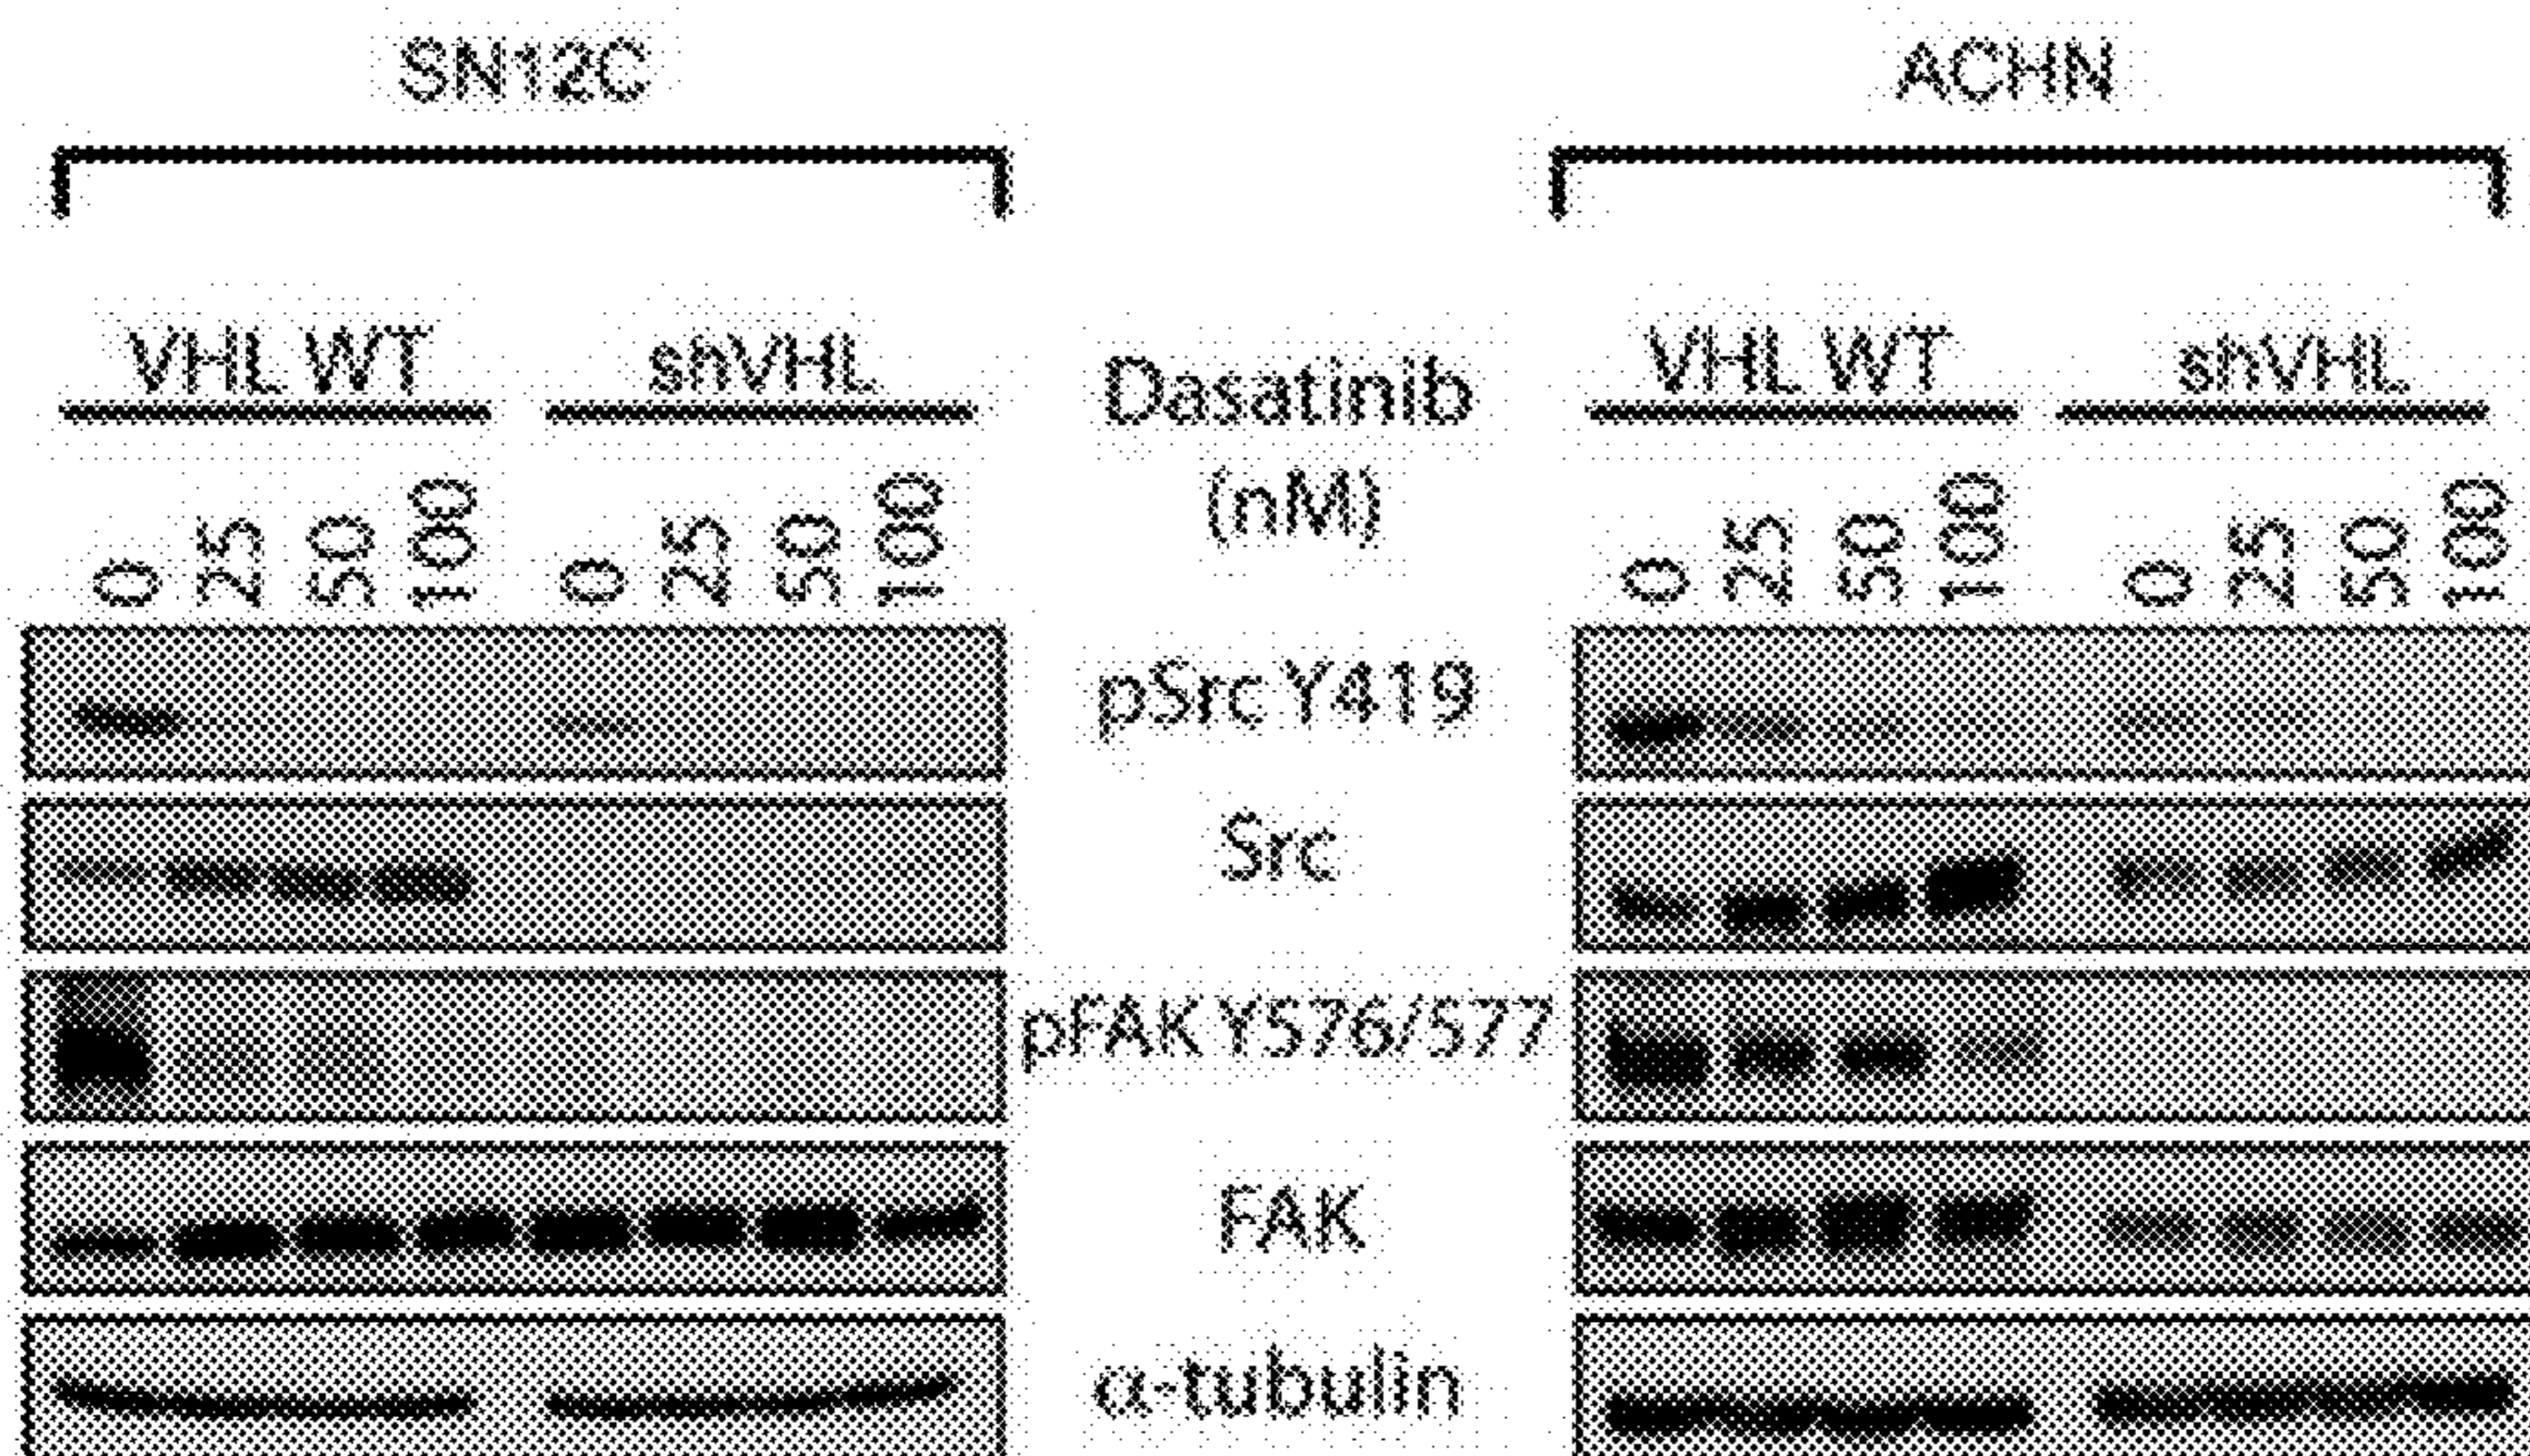 SN12C
ACHN
VHL WT shVHL
Dasatinib
(nM)
VHL WT shVHL
0 25 50 100 0 25 50 100
0 25 50 100 0 25 50 100
pSrc Y419
Src
pFAK Y576/577
FAK
α-tubulin